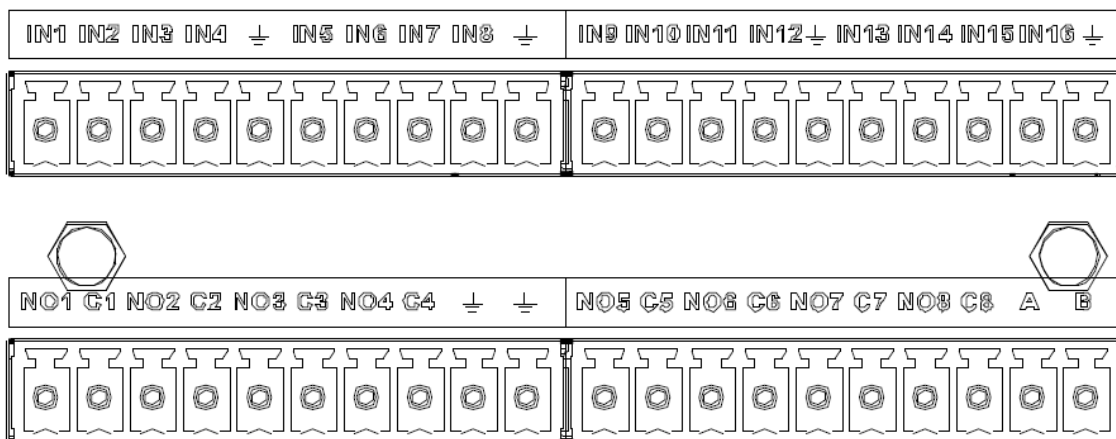 IN1 IN2 IN3 IN4 ⏚ IN5 IN6 IN7 IN8 ⏚ IN9 IN10 IN11 IN12 ⏚ IN13 IN14 IN15 IN16 ⏚
NO1 C1 NO2 C2 NO3 C3 NO4 C4 ⏚ ⏚ NO5 C5 NO6 C6 NO7 C7 NO8 C8 A B